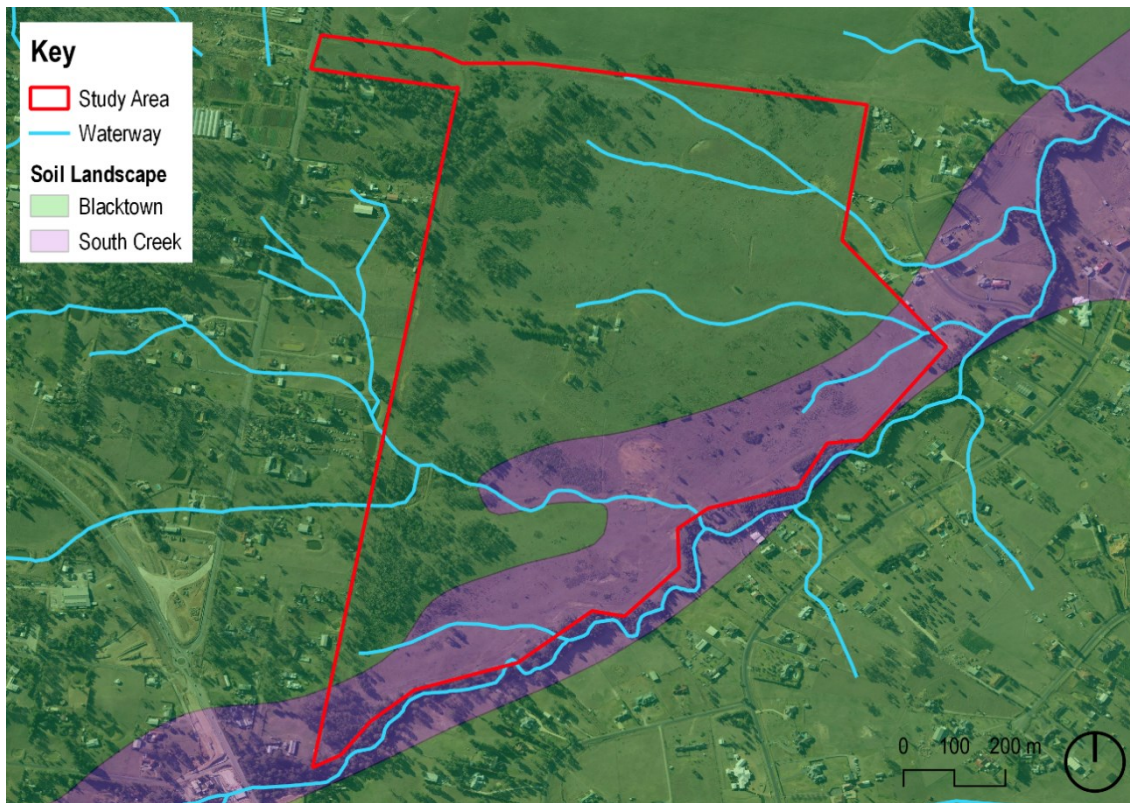 Key
Study Area
Waterway
Soil Landscape
Blacktown
South Creek
0 100 200 m